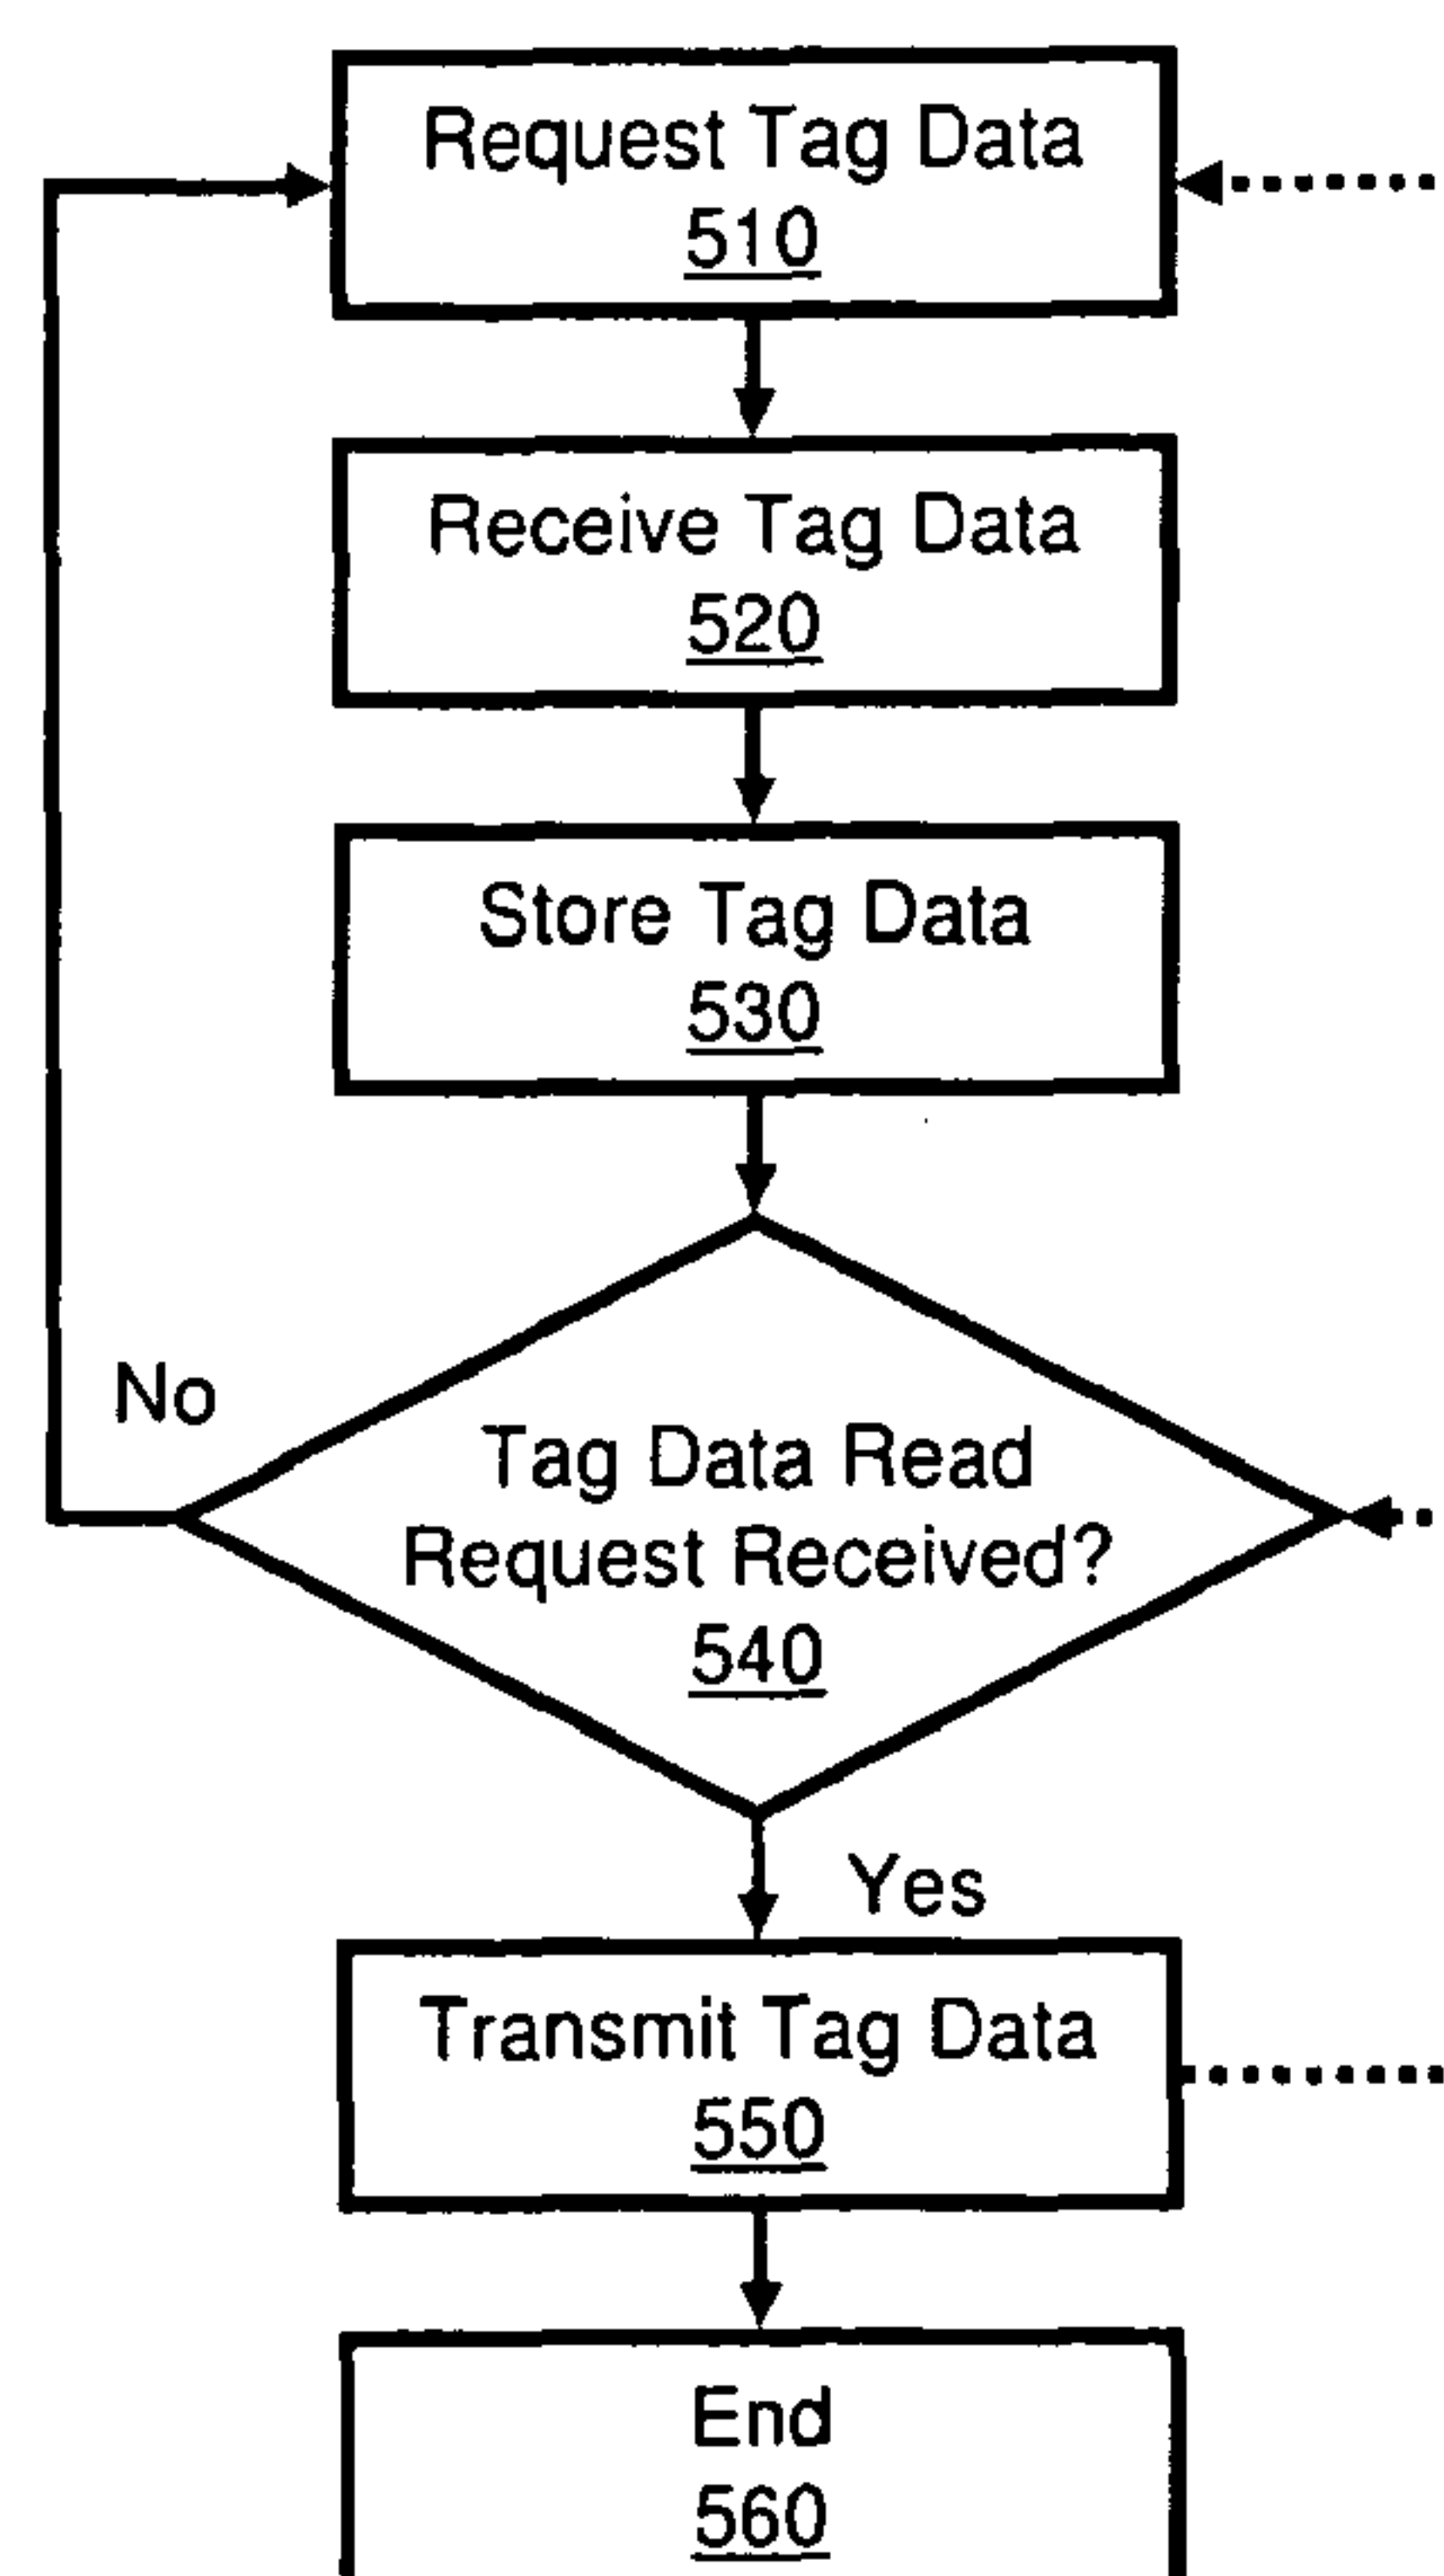 Request Tag Data
510
Receive Tag Data
520
Store Tag Data
530
No
Tag Data Read
Request Received?
540
Yes
Transmit Tag Data
550
End
560